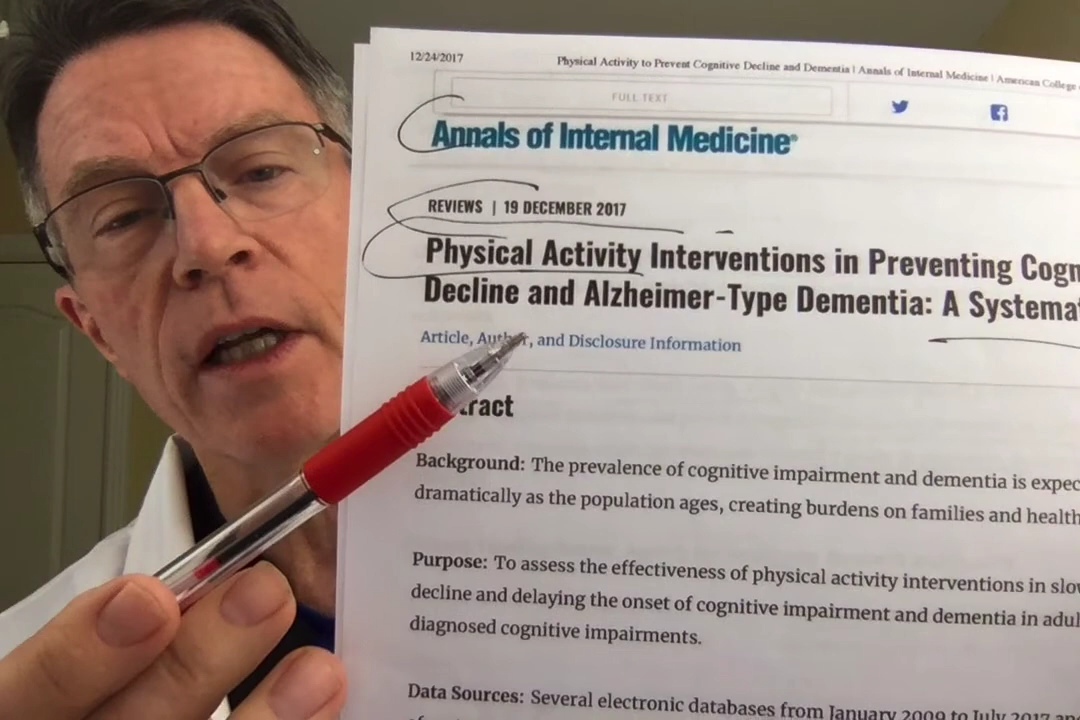 12/24/2017 Physical Activity to Prevent Cognitive Decline and Dementia | Annals of Internal Medicine | American College
FULL TEXT
Annals of Internal Medicine®
REVIEWS | 19 DECEMBER 2017
Physical Activity Interventions in Preventing Cogn
Decline and Alzheimer-Type Dementia: A Systema
Article, Author, and Disclosure Information
ract
Background: The prevalence of cognitive impairment and dementia is expec
dramatically as the population ages, creating burdens on families and health
Purpose: To assess the effectiveness of physical activity interventions in slo
decline and delaying the onset of cognitive impairment and dementia in adul
diagnosed cognitive impairments.
Data Sources: Several electronic databases from January 2009 to July 2017 an